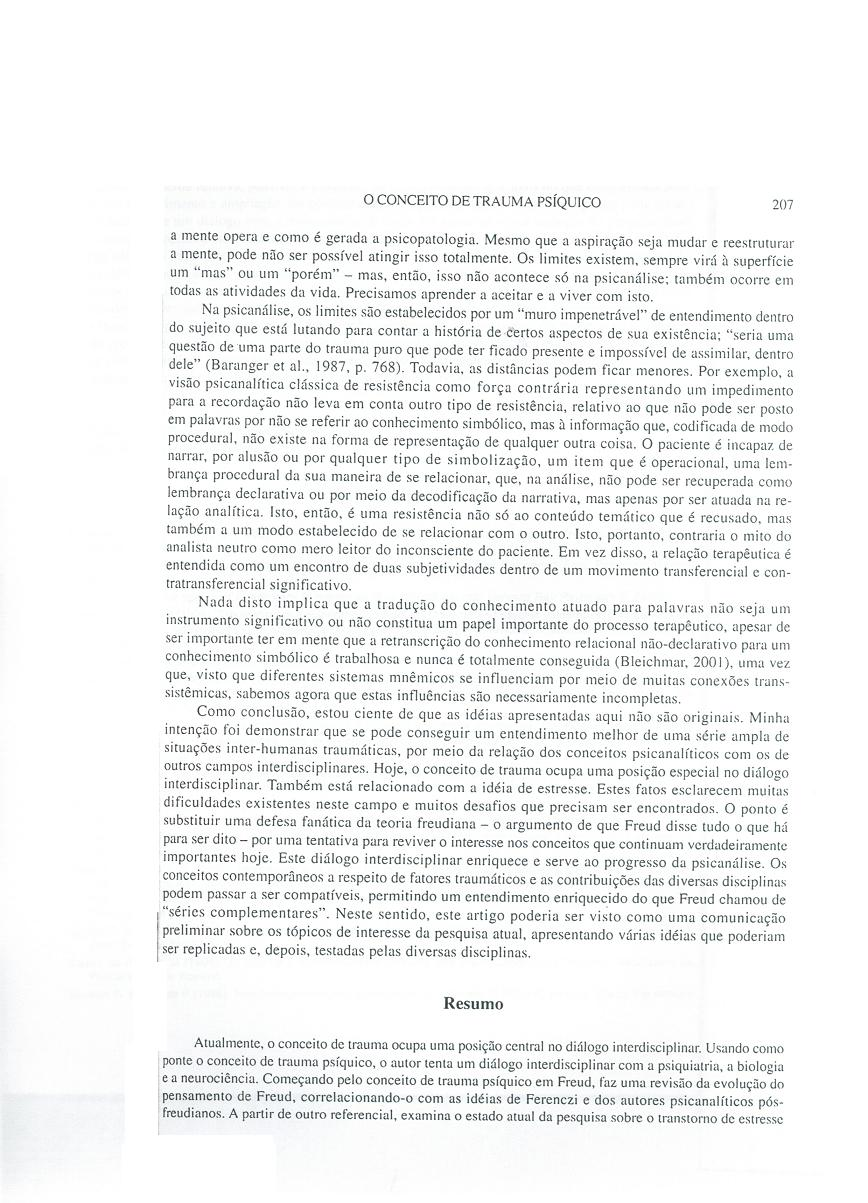 O CONCEITO DE TRAUMA PSÍQUICO 207
a mente opera e como é gerada a psicopatologia. Mesmo que a aspiração seja mudar e reestruturar
a mente, pode não ser possível atingir isso totalmente. Os limites existem, sempre virá à superfície
um “mas” ou um “porém” – mas, então, isso não acontece só na psicanálise; também ocorre em
todas as atividades da vida. Precisamos aprender a aceitar e a viver com isto.
Na psicanálise, os limites são estabelecidos por um “muro impenetrável” de entendimento dentro
do sujeito que está lutando para contar a história de certos aspectos de sua existência; “seria uma
questão de uma parte do trauma puro que pode ter ficado presente e impossível de assimilar, dentro
dele” (Baranger et al., 1987, p. 768). Todavia, as distâncias podem ficar menores. Por exemplo, a
visão psicanalítica clássica de resistência como força contrária representando um impedimento
para a recordação não leva em conta outro tipo de resistência, relativo ao que não pode ser posto
em palavras por não se referir ao conhecimento simbólico, mas à informação que, codificada de modo
procedural, não existe na forma de representação de qualquer outra coisa. O paciente é incapaz de
narrar, por alusão ou por qualquer tipo de simbolização, um item que é operacional, uma lem-
brança procedural da sua maneira de se relacionar, que, na análise, não pode ser recuperada como
lembrança declarativa ou por meio da decodificação da narrativa, mas apenas por ser atuada na re-
lação analítica. Isto, então, é uma resistência não só ao conteúdo temático que é recusado, mas
também a um modo estabelecido de se relacionar com o outro. Isto, portanto, contraria o mito do
analista neutro como mero leitor do inconsciente do paciente. Em vez disso, a relação terapêutica é
entendida como um encontro de duas subjetividades dentro de um movimento transferencial e con-
tratransferencial significativo.
Nada disto implica que a tradução do conhecimento atuado para palavras não seja um
instrumento significativo ou não constitua um papel importante do processo terapêutico, apesar de
ser importante ter em mente que a retranscrição do conhecimento relacional não-declarativo para um
conhecimento simbólico é trabalhosa e nunca é totalmente conseguida (Bleichmar, 2001), uma vez
que, visto que diferentes sistemas mnêmicos se influenciam por meio de muitas conexões trans-
sistêmicas, sabemos agora que estas influências são necessariamente incompletas.
Como conclusão, estou ciente de que as idéias apresentadas aqui não são originais. Minha
intenção foi demonstrar que se pode conseguir um entendimento melhor de uma série ampla de
situações inter-humanas traumáticas, por meio da relação dos conceitos psicanalíticos com os de
outros campos interdisciplinares. Hoje, o conceito de trauma ocupa uma posição especial no diálogo
interdisciplinar. Também está relacionado com a idéia de estresse. Estes fatos esclarecem muitas
dificuldades existentes neste campo e muitos desafios que precisam ser encontrados. O ponto é
substituir uma defesa fanática da teoria freudiana – o argumento de que Freud disse tudo o que há
para ser dito – por uma tentativa para reviver o interesse nos conceitos que continuam verdadeiramente
importantes hoje. Este diálogo interdisciplinar enriquece e serve ao progresso da psicanálise. Os
conceitos contemporâneos a respeito de fatores traumáticos e as contribuições das diversas disciplinas
podem passar a ser compatíveis, permitindo um entendimento enriquecido do que Freud chamou de
“séries complementares”. Neste sentido, este artigo poderia ser visto como uma comunicação
preliminar sobre os tópicos de interesse da pesquisa atual, apresentando várias idéias que poderiam
ser replicadas e, depois, testadas pelas diversas disciplinas.
Resumo
Atualmente, o conceito de trauma ocupa uma posição central no diálogo interdisciplinar. Usando como
ponte o conceito de trauma psíquico, o autor tenta um diálogo interdisciplinar com a psiquiatria, a biologia
e a neurociência. Começando pelo conceito de trauma psíquico em Freud, faz uma revisão da evolução do
pensamento de Freud, correlacionando-o com as idéias de Ferenczi e dos autores psicanalíticos pós-
freudianos. A partir de outro referencial, examina o estado atual da pesquisa sobre o transtorno de estresse